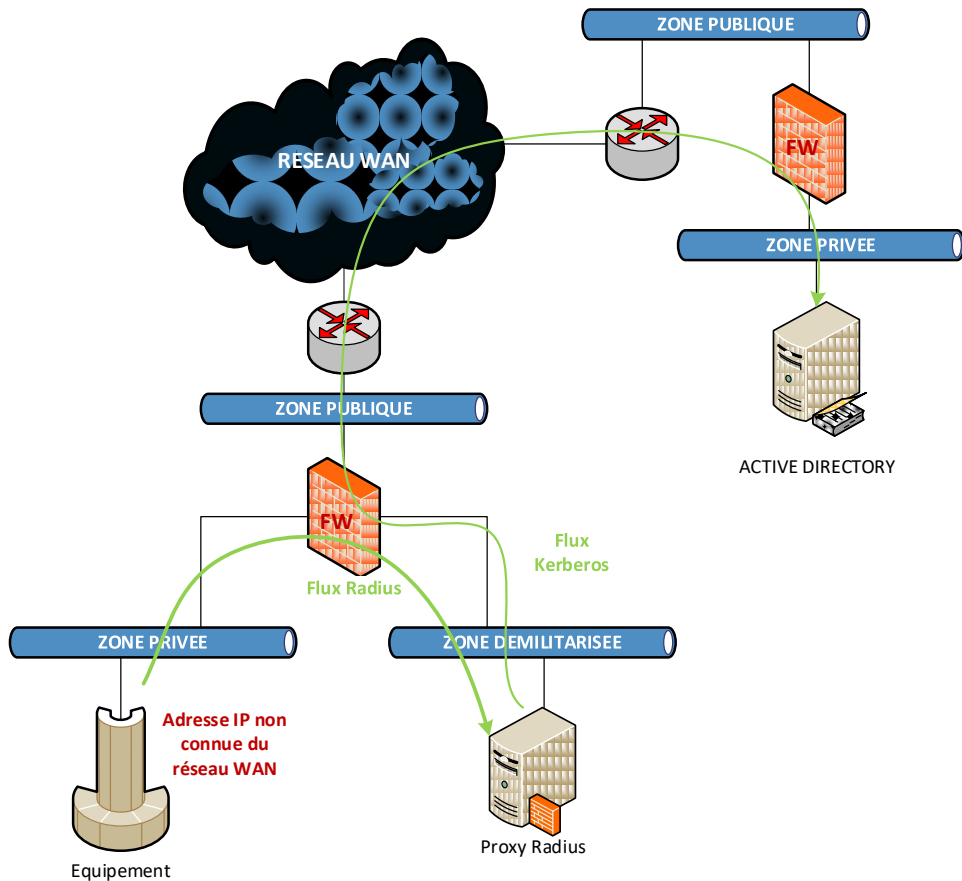 ZONE PUBLIQUE
FW
RESEAU WAN
ZONE PRIVEE
ZONE PUBLIQUE
ACTIVE DIRECTORY
FW
Flux
Kerberos
Flux Radius
ZONE PRIVEE
ZONE DEMILITARISEE
Adresse IP non
connue du
réseau WAN
Proxy Radius
Equipement